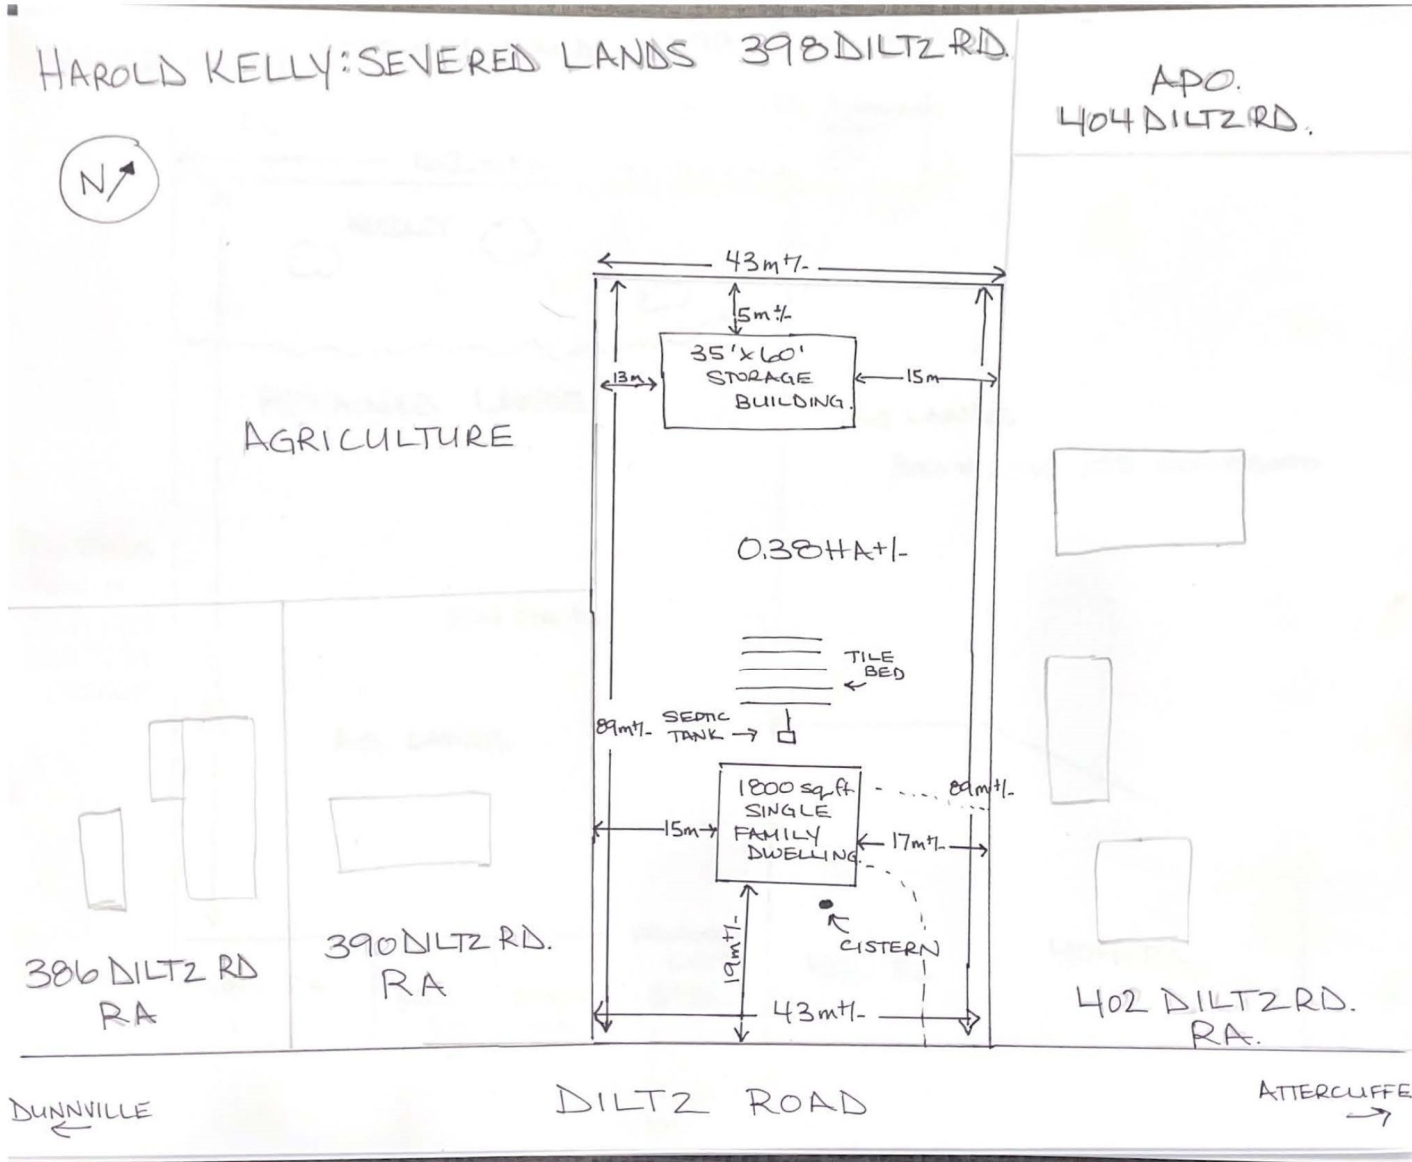 HAROLD KELLY: SEVERED LANDS 398 DILTZ RD.
APO.
404 DILTZ RD.
N
43m+/-
5m+/-
35'x60'
STORAGE
BUILDING.
13m
15m
AGRICULTURE
0.38HA+/-
TILE
BED
SEPTIC
TANK
89m+/-
89m+/-
1800 sq.ft.
SINGLE
FAMILY
DWELLING.
15m
17m+/-
19m+/-
CISTERN
43m+/-
386 DILTZ RD
RA
390 DILTZ RD.
RA
402 DILTZ RD.
RA.
DUNNVILLE
DILTZ ROAD
ATTERCLIFFE